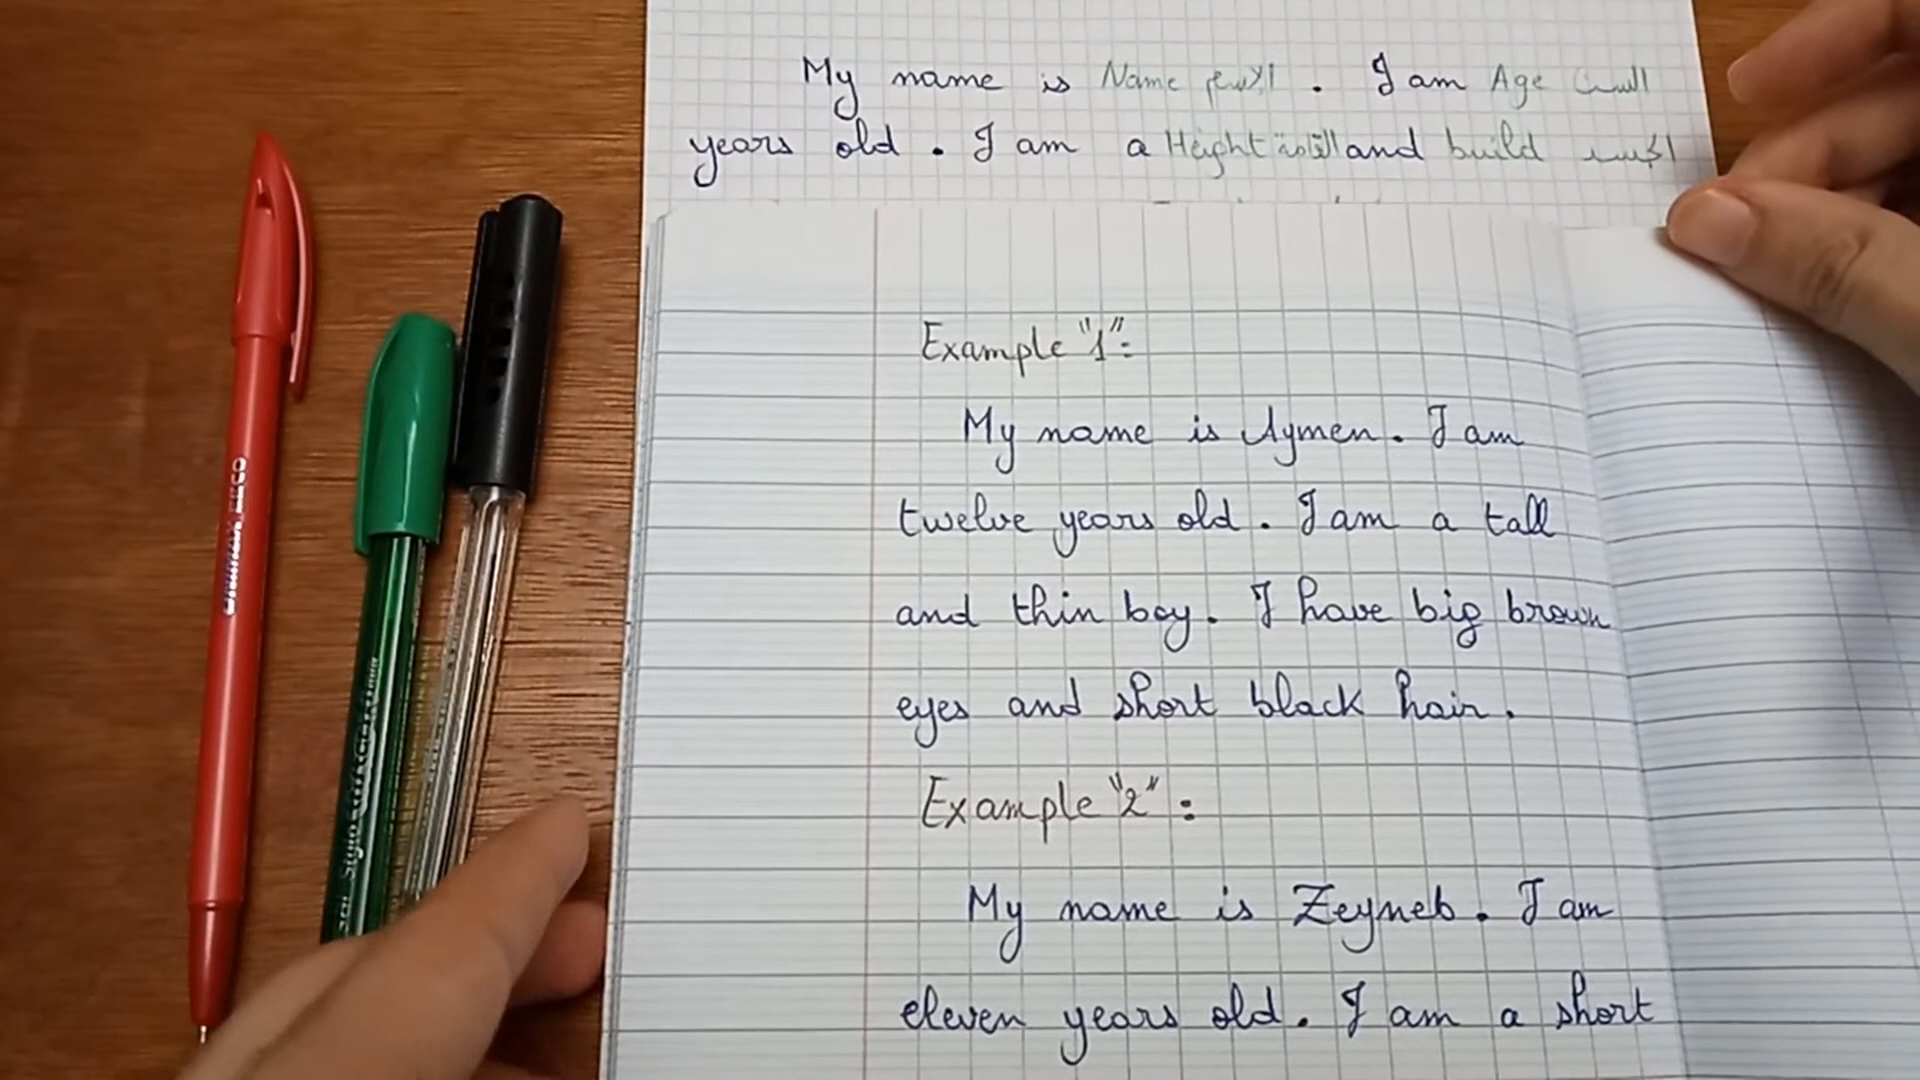 My name is Name الاسم . I am Age السن
years old . I am a Height القامة and build الجسد
Example "1":
My name is Aymen. I am
twelve years old. I am a tall
and thin boy. I have big brown
eyes and short black hair.
Example "2":
My name is Zeyneb. I am
eleven years old. I am a short